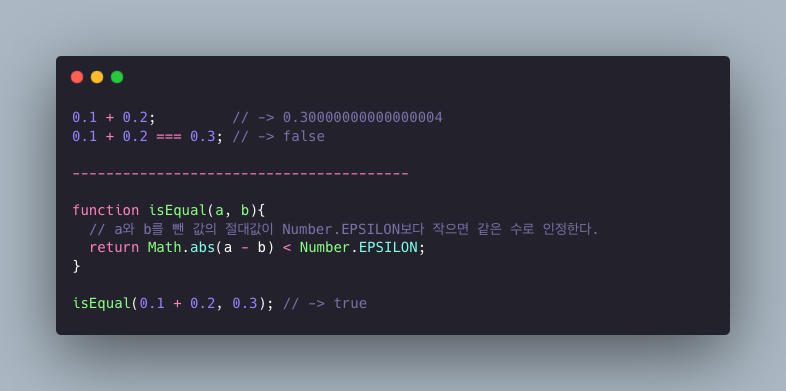 0.1 + 0.2;         // -> 0.30000000000000004
0.1 + 0.2 === 0.3; // -> false
----------------------------------------
function isEqual(a, b){
  // a와 b를 뺀 값의 절대값이 Number.EPSILON보다 작으면 같은 수로 인정한다.
  return Math.abs(a - b) < Number.EPSILON;
}
isEqual(0.1 + 0.2, 0.3); // -> true